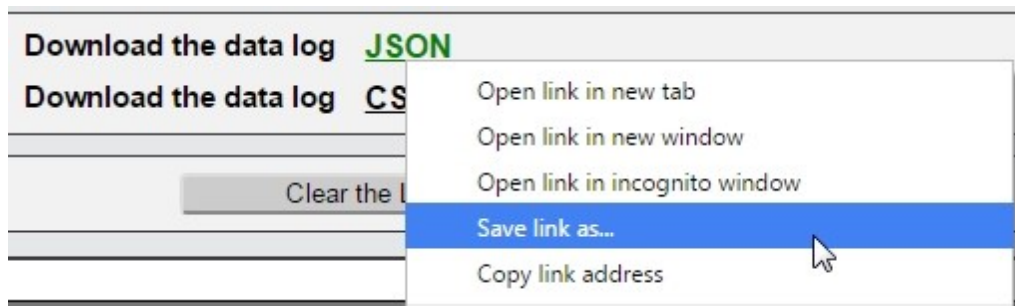 Download the data log JSON
Open link in new tab
Download the data log CS
Open link in new window
Open link in incognito window
Clear the
Save link as...
Copy link address